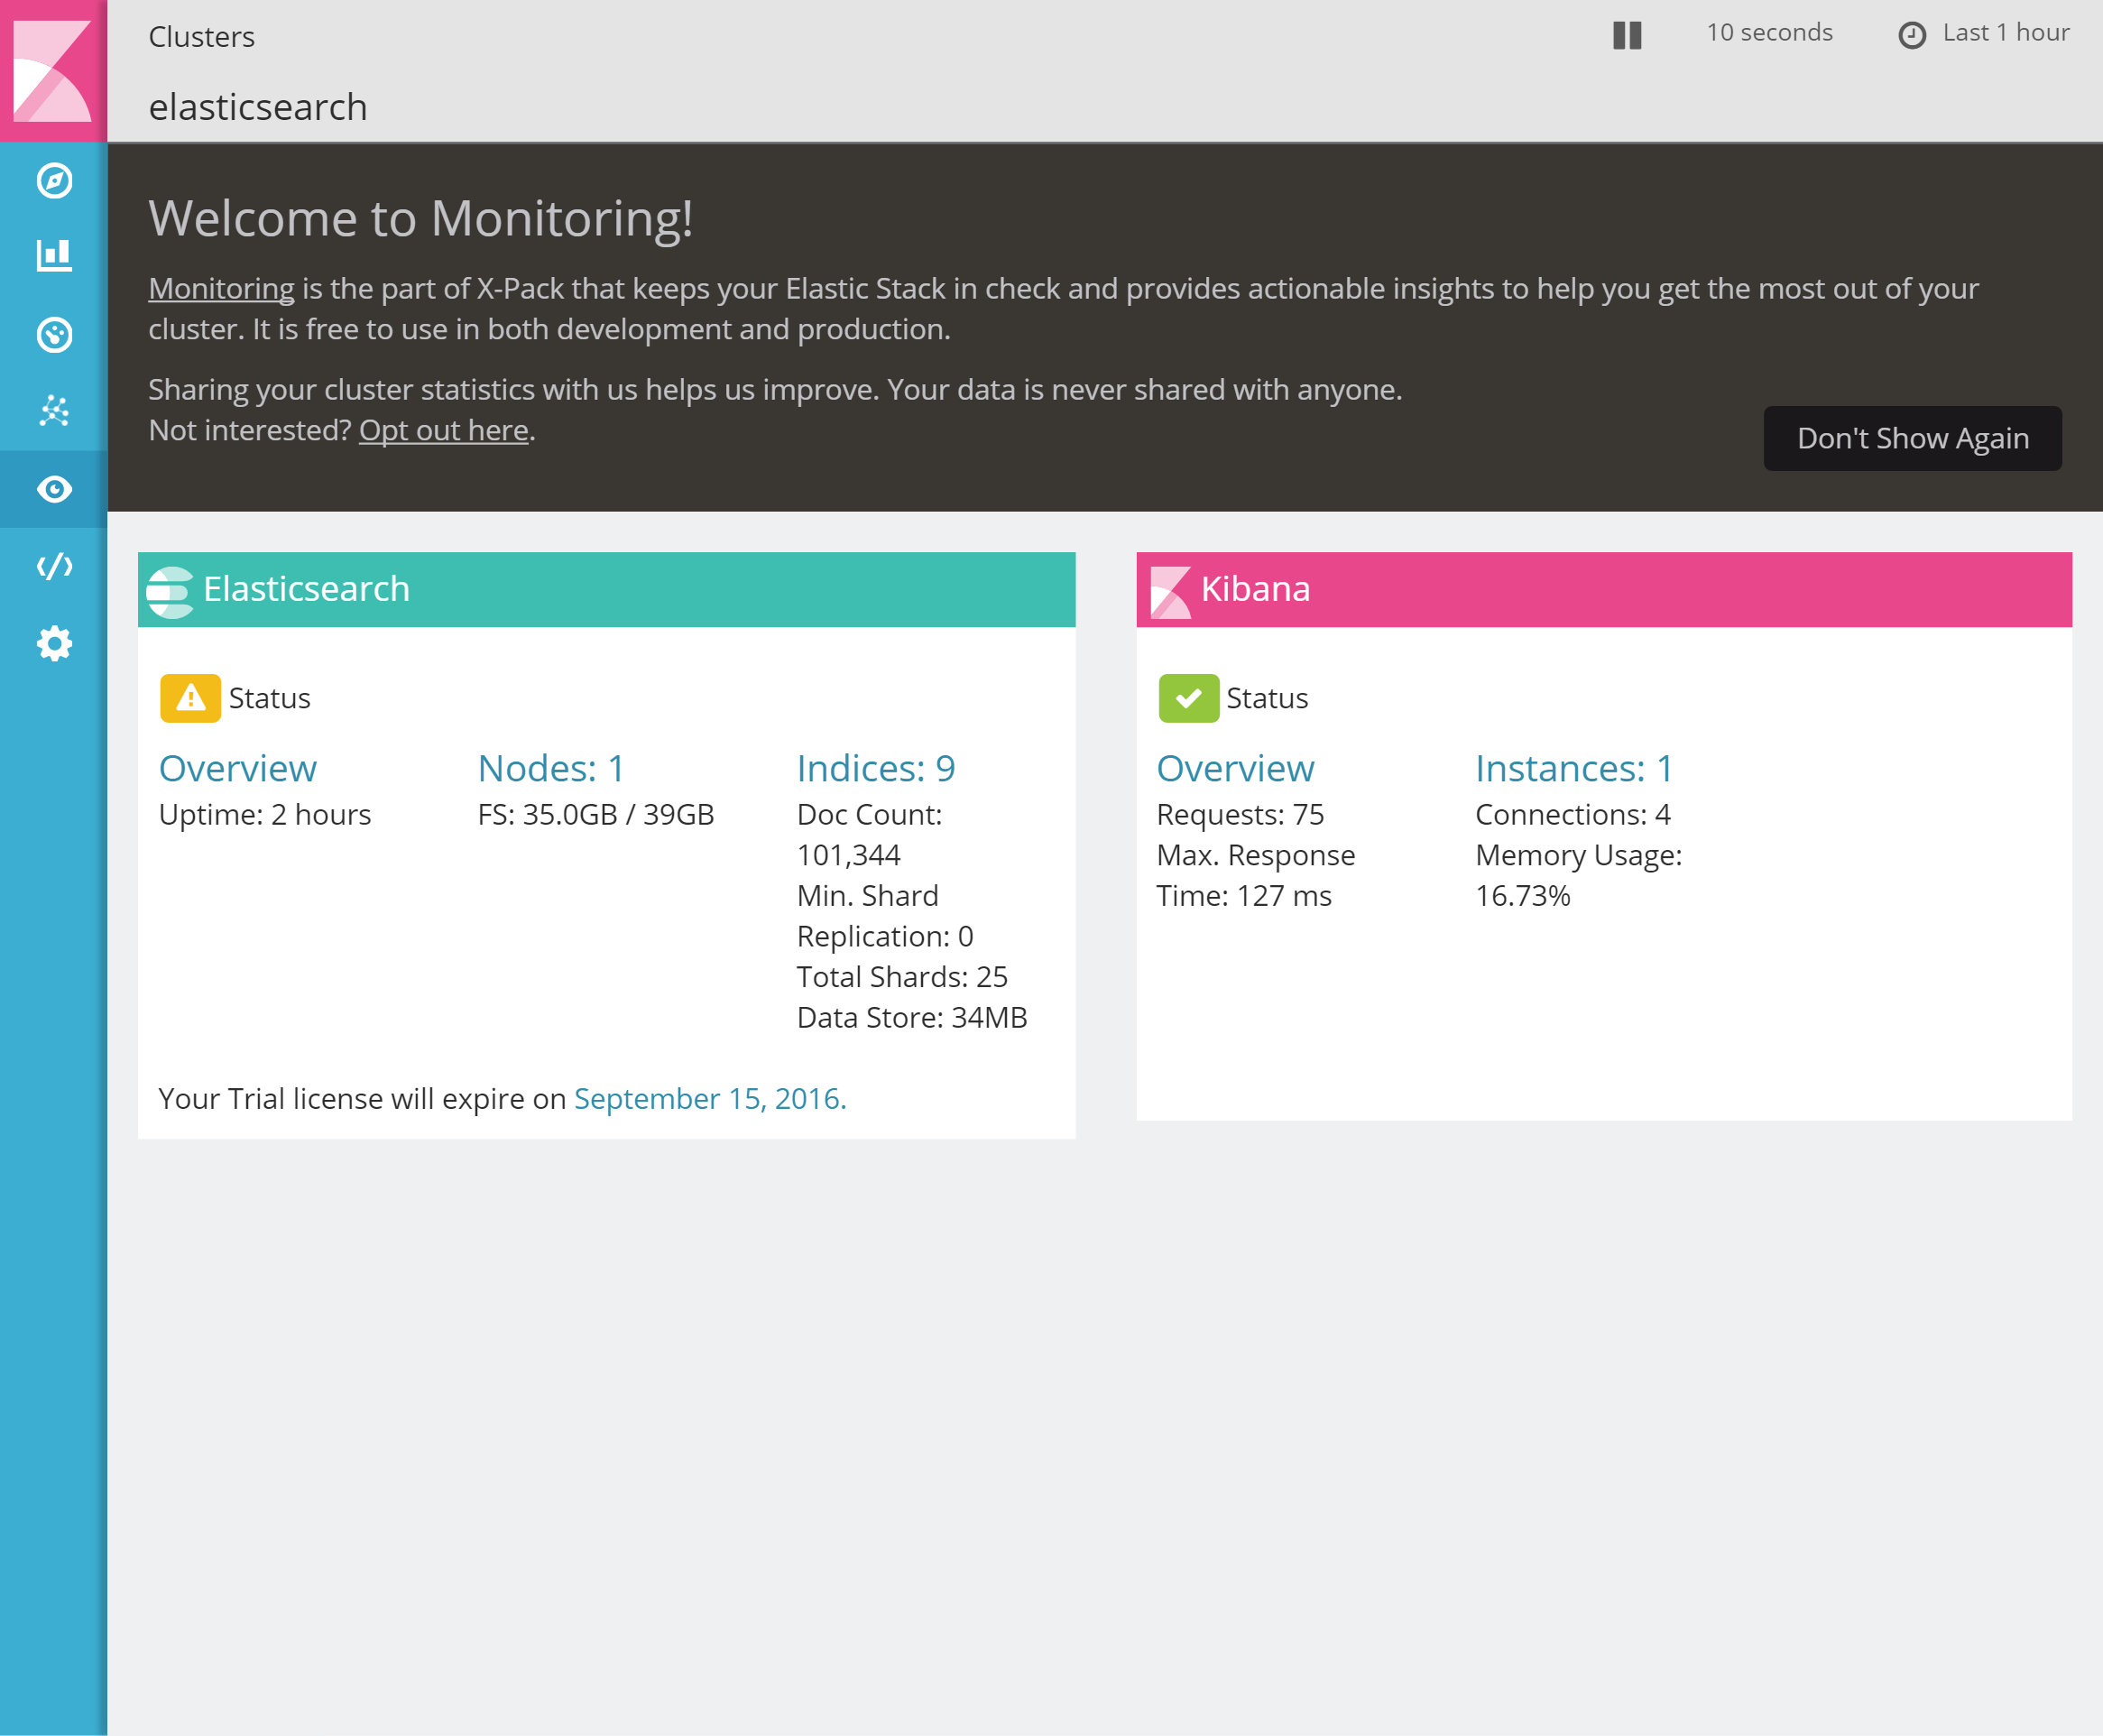 Clusters
10 seconds
Last 1 hour
elasticsearch
Welcome to Monitoring!
Monitoring is the part of X-Pack that keeps your Elastic Stack in check and provides actionable insights to help you get the most out of your
cluster. It is free to use in both development and production.
Sharing your cluster statistics with us helps us improve. Your data is never shared with anyone.
Not interested? Opt out here.
Don't Show Again
Elasticsearch
Status
Overview
Uptime: 2 hours
Nodes: 1
FS: 35.0GB / 39GB
Indices: 9
Doc Count:
101,344
Min. Shard
Replication: 0
Total Shards: 25
Data Store: 34MB
Your Trial license will expire on September 15, 2016.
Kibana
Status
Overview
Requests: 75
Max. Response
Time: 127 ms
Instances: 1
Connections: 4
Memory Usage:
16.73%